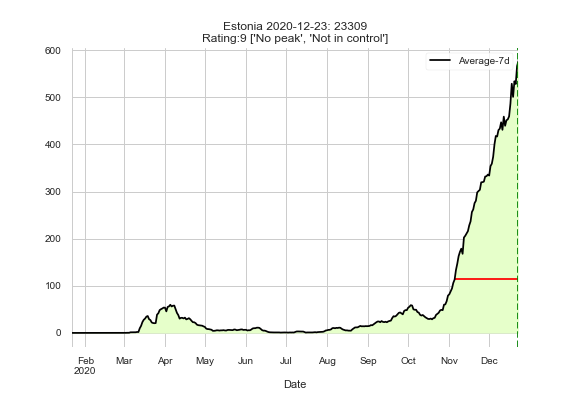 Estonia 2020-12-23: 23309
Rating:9 ['No peak', 'Not in control']
Average-7d
600
500
400
300
200
100
0
Feb Mar Apr May Jun Jul Aug Sep Oct Nov Dec
2020
Date